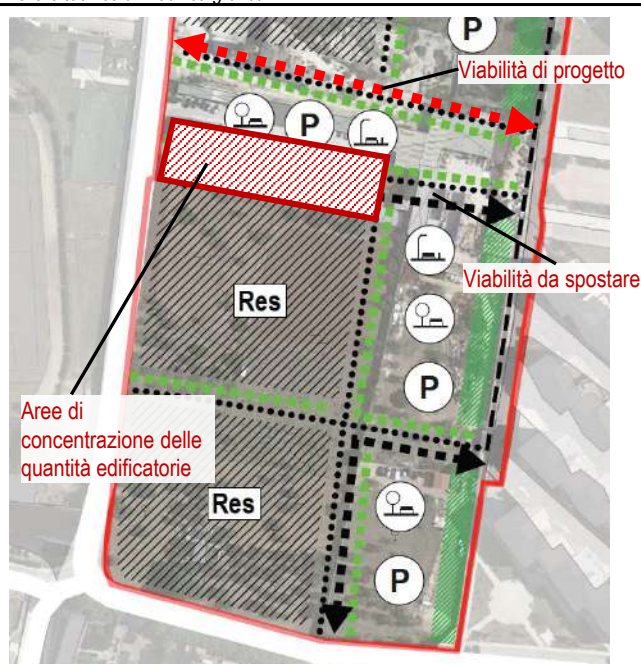 P
Viabilità di progetto
P
Viabilità da spostare
Res
P
Aree di
concentrazione delle
quantità edificatorie
Res
P